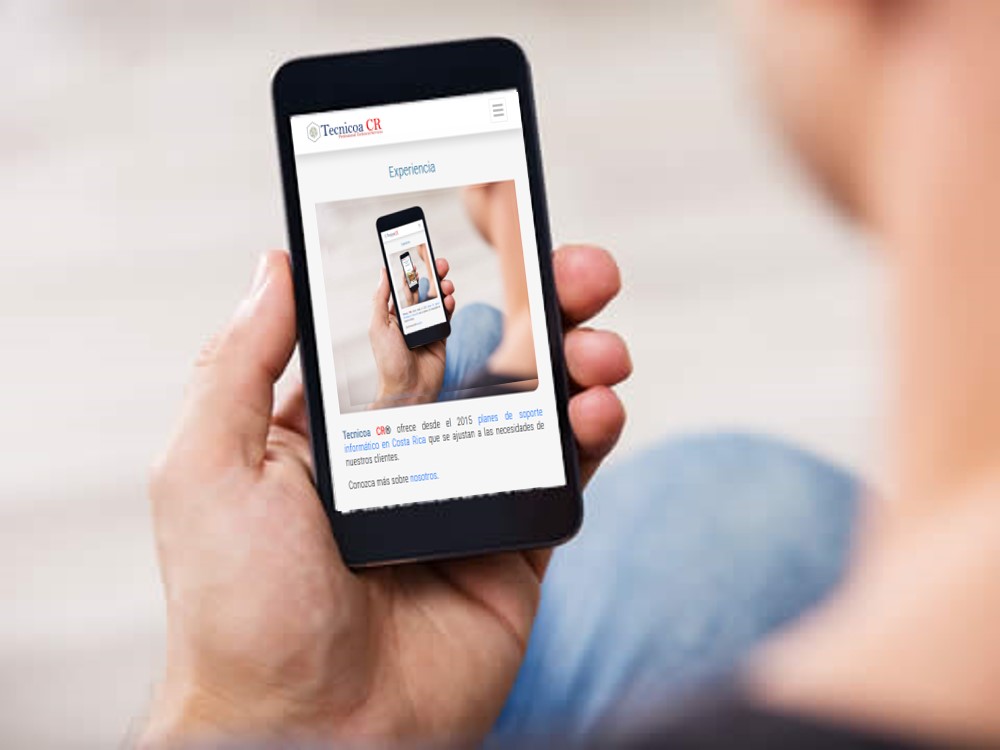 Tecnicoa CR
Experiencia
Tecnicoa CR® ofrece desde el 2015 planes de soporte
informático en Costa Rica que se ajustan a las necesidades de
nuestros clientes.
Conozca más sobre nosotros.